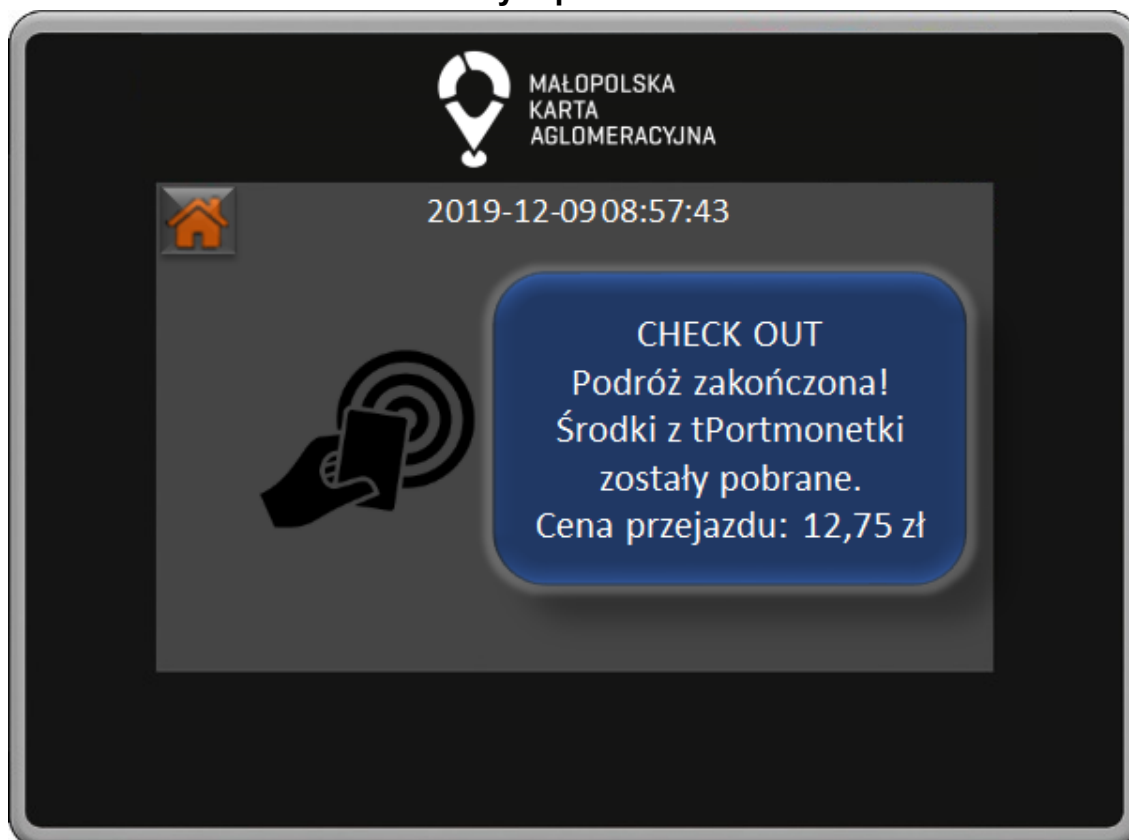 MAŁOPOLSKA
KARTA
AGLOMERACYJNA
2019-12-09 08:57:43
CHECK OUT
Podróż zakończona!
Środki z tPortmonetki
zostały pobrane.
Cena przejazdu: 12,75 zł